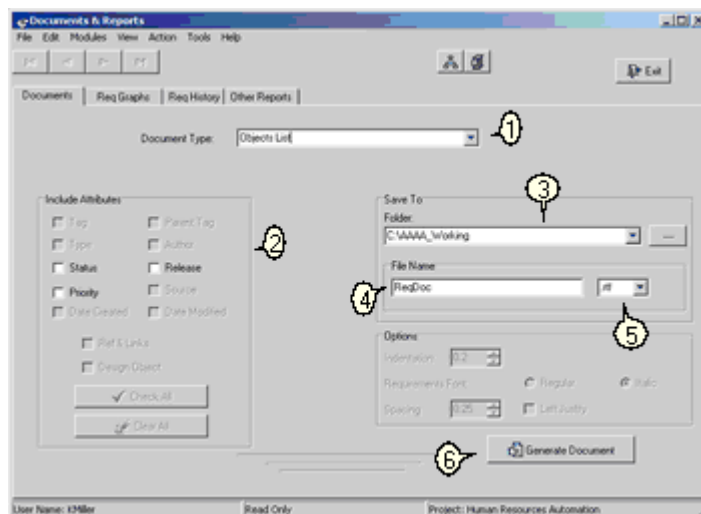 Documents & Reports
File Edit Modules View Action Tools Help
Exit
Documents Req Graphs Req History Other Reports
Document Type: Objects List
1
Include Attributes
Tag Parent Tag
Type Author
Status Release
Priority Source
Date Created Date Modified
Ref & Links
Design Object
Check All
Clear All
2
3
Save To
Folder:
C:\AAAA_Working
...
File Name
4
ReqDoc .rtf
5
Options
Indentation 0.2
Requirements Font Regular Italic
Spacing 0.25 Left Justify
6
Generate Document
User Name: KMiller Read Only Project: Human Resources Automation